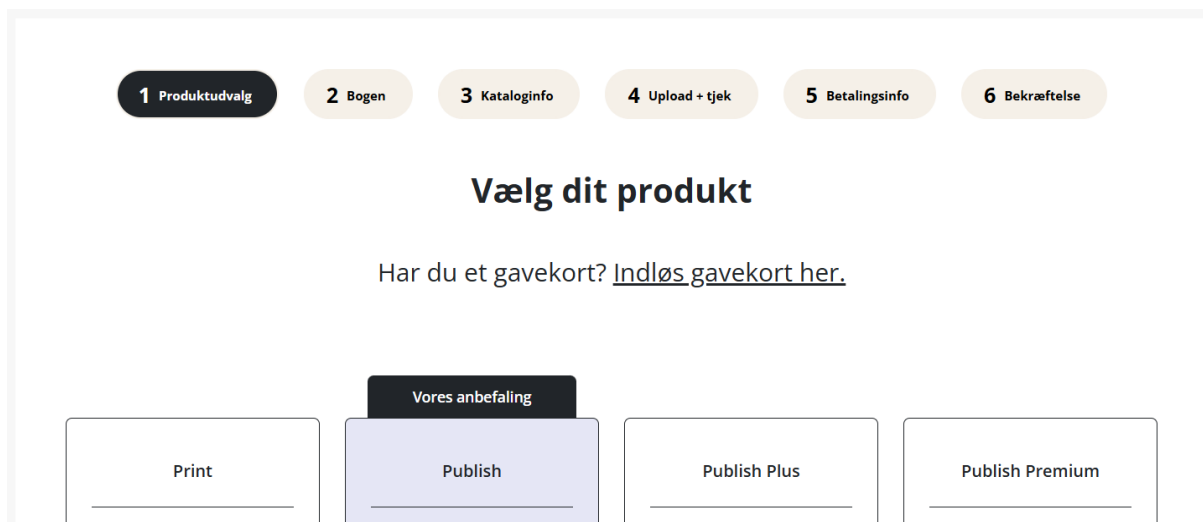 1 Produktudvalg 2 Bogen 3 Kataloginfo 4 Upload + tjek 5 Betalingsinfo 6 Bekræftelse
Vælg dit produkt
Har du et gavekort? Indløs gavekort her.
Vores anbefaling
Print Publish Publish Plus Publish Premium